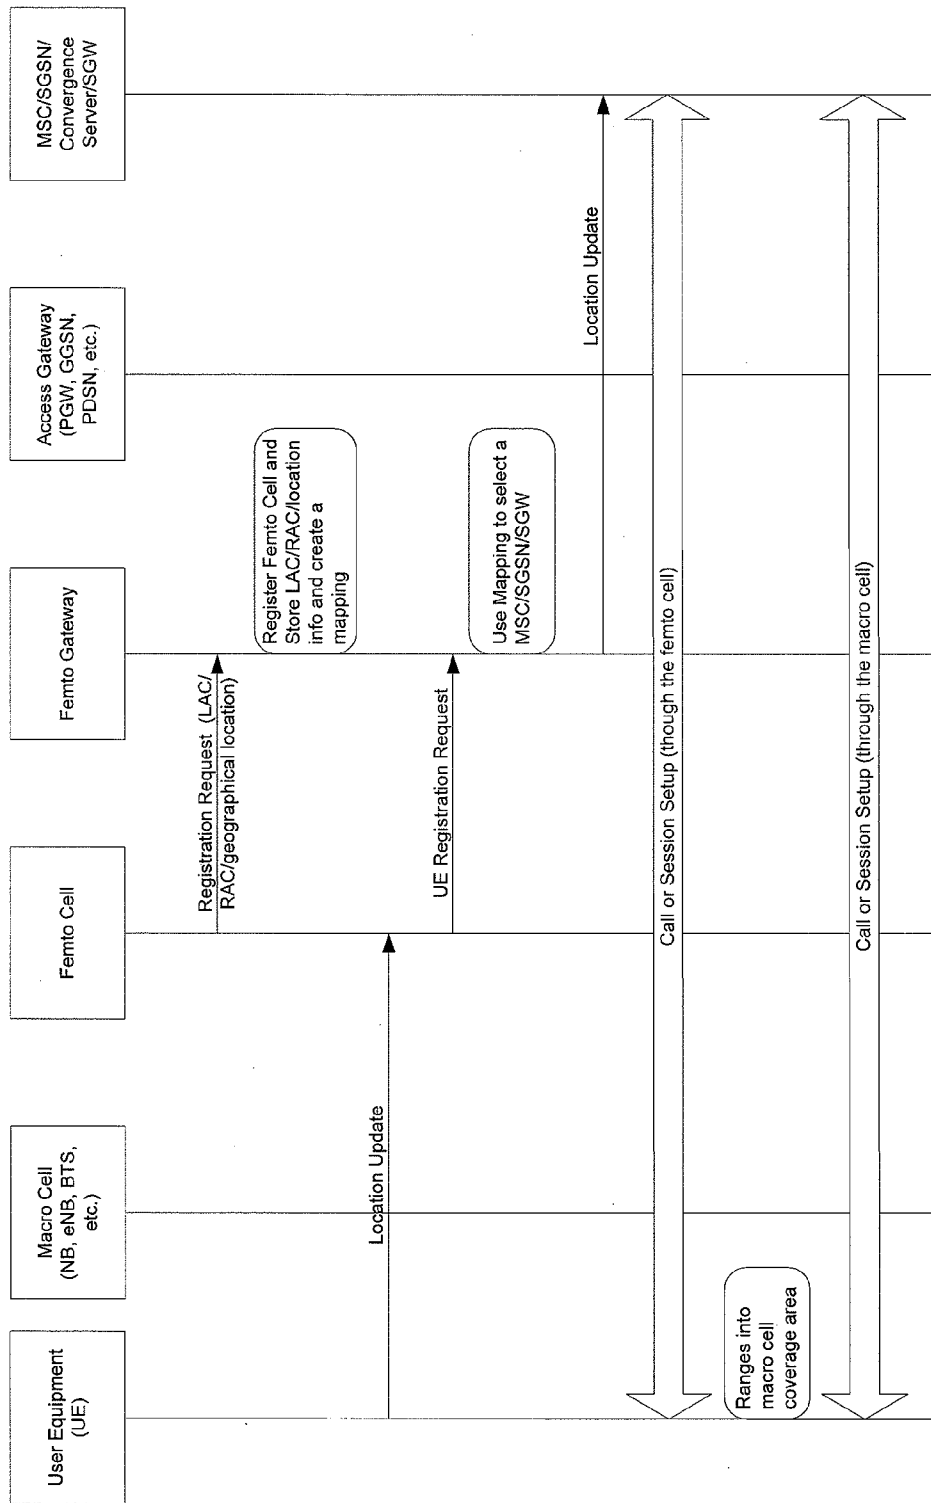 User Equipment
(UE)
Macro Cell
(NB, eNB, BTS,
etc.)
Femto Cell
Femto Gateway
Access Gateway
(PGW, GGSN,
PDSN, etc.)
MSC/SGSN/
Convergence
Server/SGW
Registration Request (LAC/
RAC/geographical location)
Register Femto Cell and
Store LAC/RAC/location
info and create a
mapping
Location Update
UE Registration Request
Use Mapping to select a
MSC/SGSN/SGW
Location Update
Call or Session Setup (though the femto cell)
Ranges into
macro cell
coverage area
Call or Session Setup (through the macro cell)